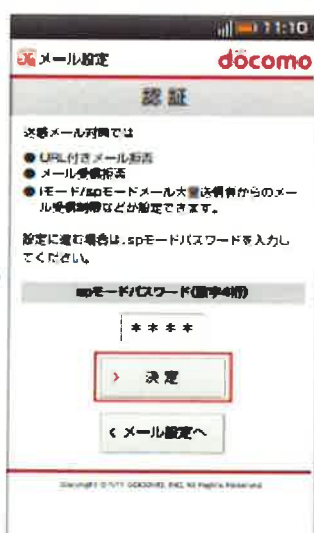 11:10
メール設定
döcomo
認証
迷惑メール対策では
● URL付きメール拒否
● メール受信拒否
● iモード/spモードメール大量送信者からのメー
ル受信制限などが設定できます。
設定に進む場合は、spモードパスワードを入力し
てください。
spモードパスワード(数字4桁)
****
> 決定
< メール設定へ